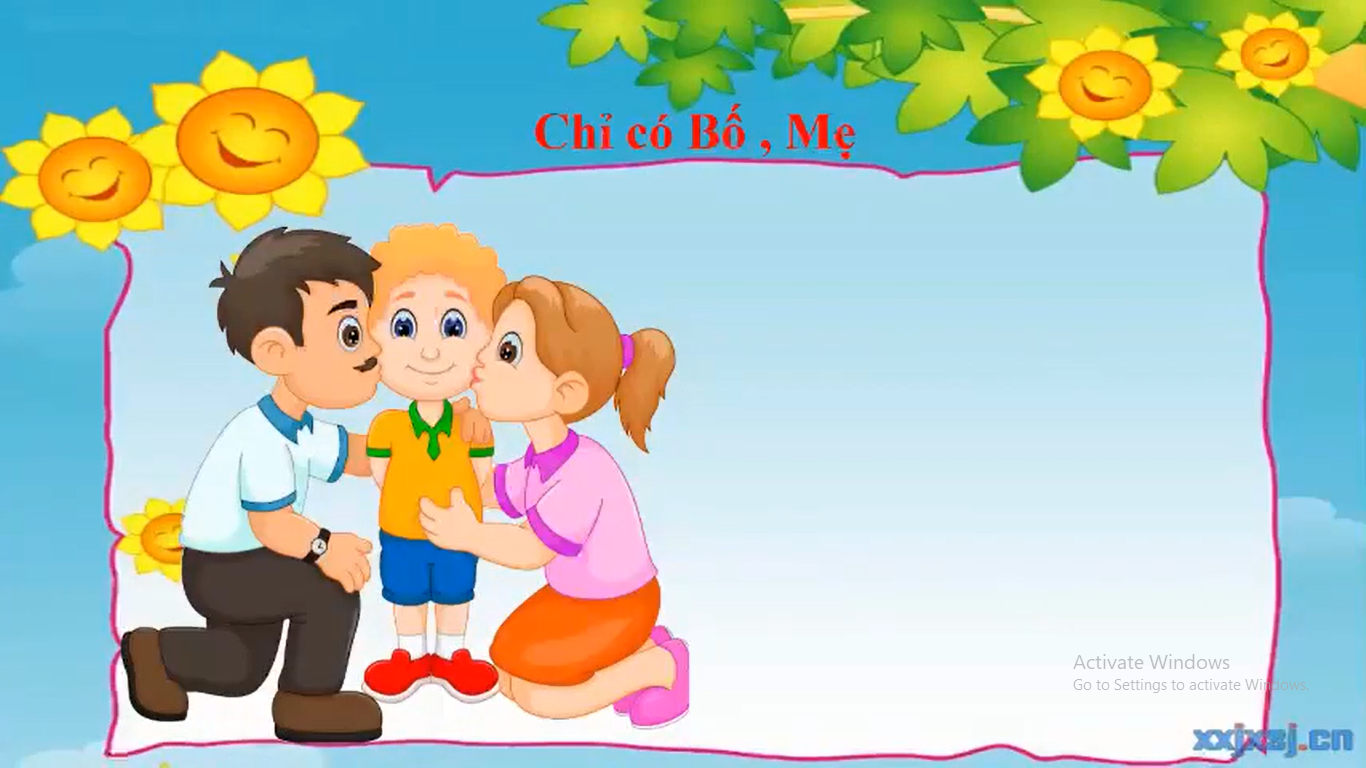 Chỉ có Bố , Mẹ
Activate Windows
Go to Settings to activate Windows.
xxjxsj.cn